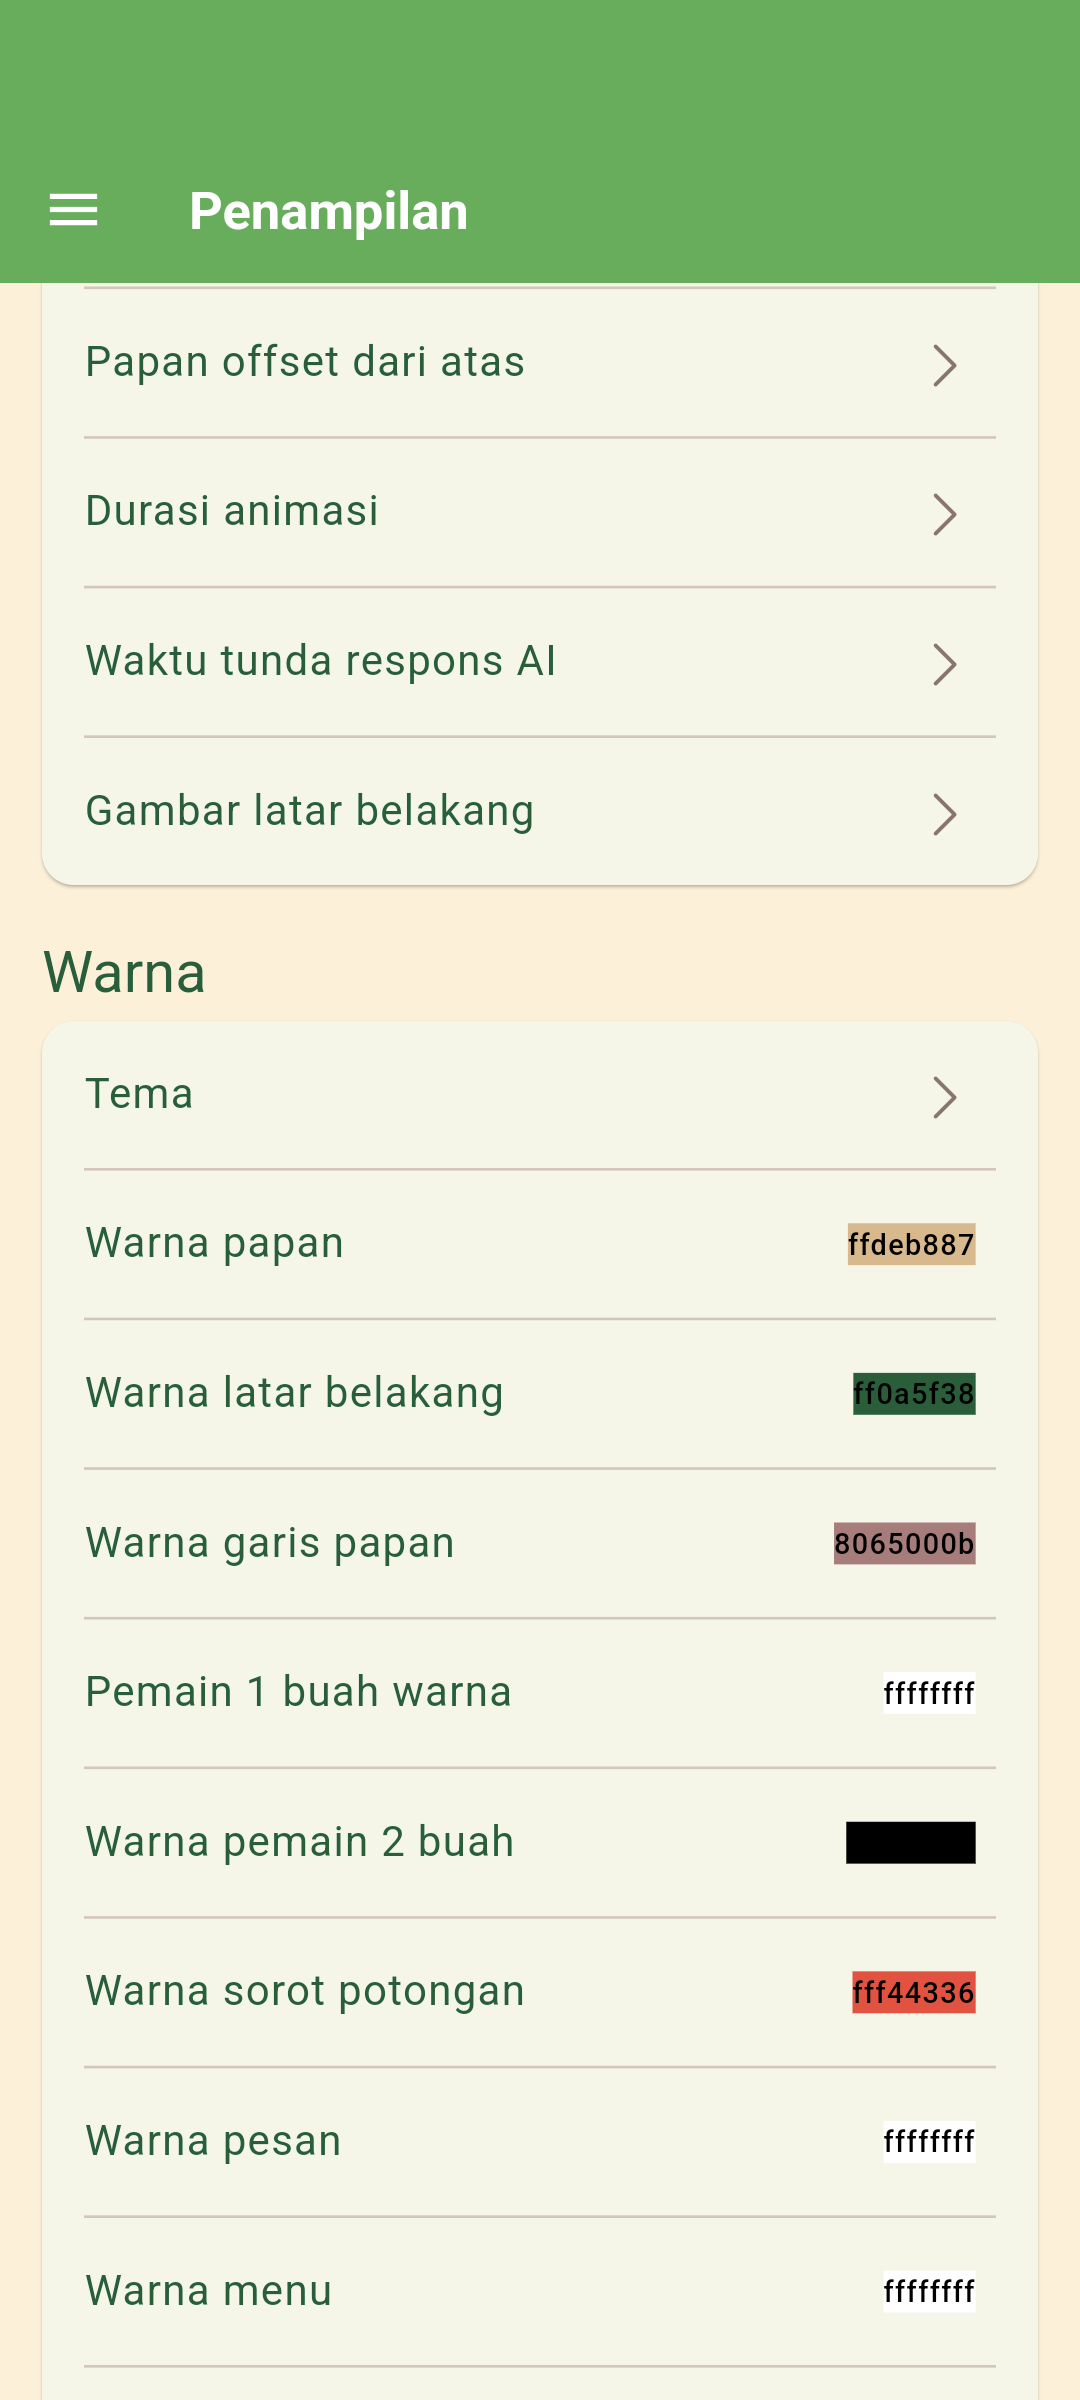 Penampilan
Papan offset dari atas
Durasi animasi
Waktu tunda respons AI
Gambar latar belakang
Warna
Tema
Warna papan
ffdeb887
Warna latar belakang
ff0a5f38
Warna garis papan
8065000b
Pemain 1 buah warna
ffffffff
Warna pemain 2 buah
Warna sorot potongan
fff44336
Warna pesan
ffffffff
Warna menu
ffffffff